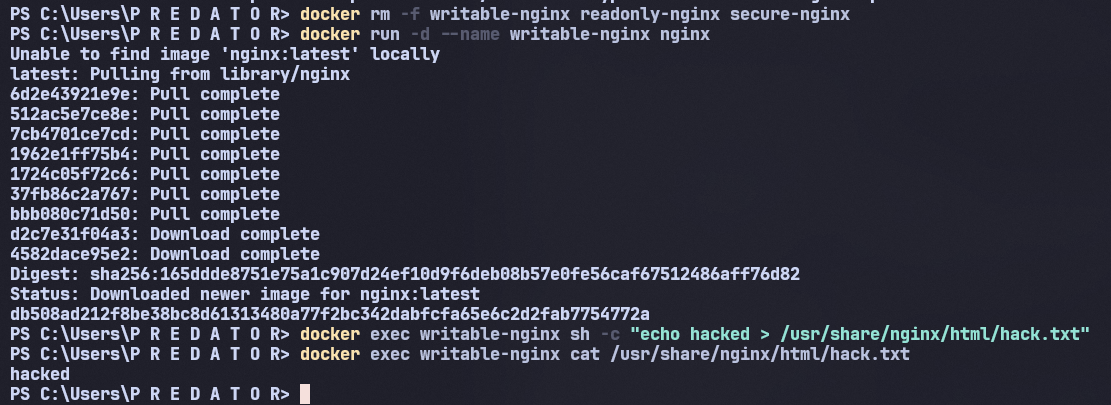 PS C:\Users\P R E D A T O R> docker rm -f writable-nginx readonly-nginx secure-nginx
PS C:\Users\P R E D A T O R> docker run -d --name writable-nginx nginx
Unable to find image 'nginx:latest' locally
latest: Pulling from library/nginx
6d2e43921e9e: Pull complete
512ac5e7ce8e: Pull complete
7cb4701ce7cd: Pull complete
1962e1ff75b4: Pull complete
1724c05f72c6: Pull complete
37fb86c2a767: Pull complete
bbb080c71d50: Pull complete
d2c7e31f04a3: Download complete
4582dace95e2: Download complete
Digest: sha256:165ddde8751e75a1c907d24ef10d9f6deb08b57e0fe56caf67512486aff76d82
Status: Downloaded newer image for nginx:latest
db508ad212f8be38bc8d61313480a77f2bc342dabfcfa65e6c2d2fab7754772a
PS C:\Users\P R E D A T O R> docker exec writable-nginx sh -c "echo hacked > /usr/share/nginx/html/hack.txt"
PS C:\Users\P R E D A T O R> docker exec writable-nginx cat /usr/share/nginx/html/hack.txt
hacked
PS C:\Users\P R E D A T O R>